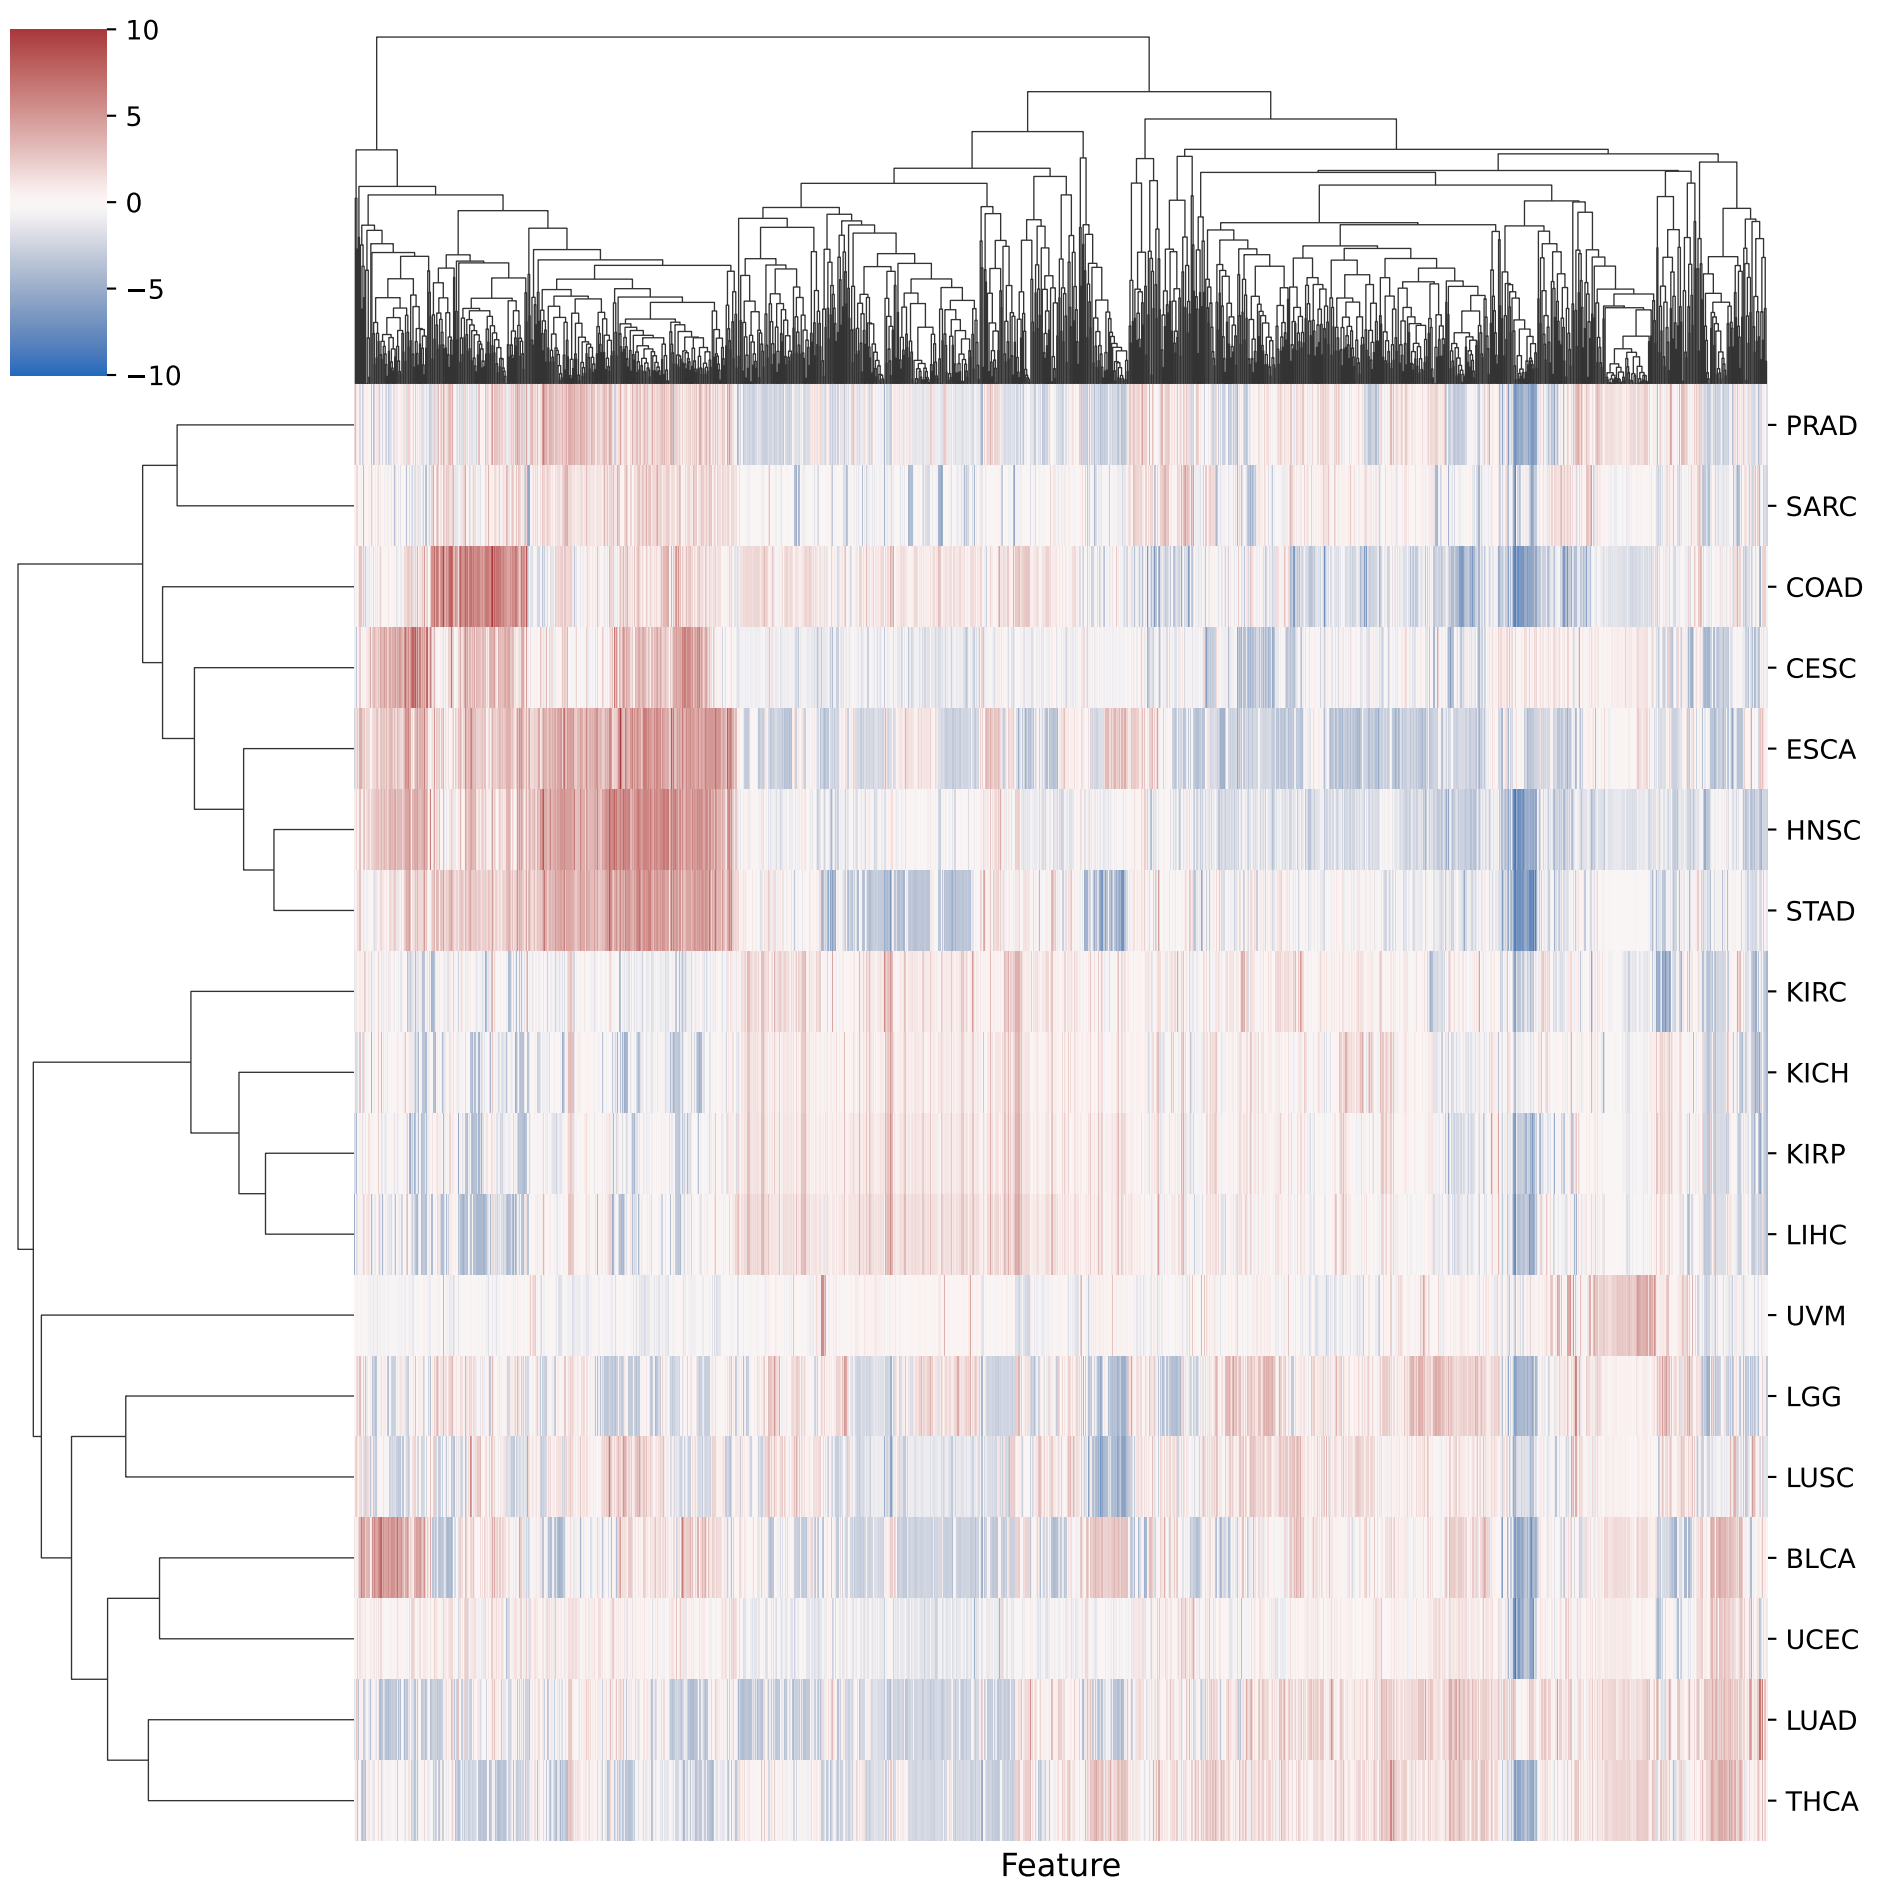 10
5
0
−5
−10
PRAD
SARC
COAD
CESC
ESCA
HNSC
STAD
KIRC
KICH
KIRP
LIHC
UVM
LGG
LUSC
BLCA
UCEC
LUAD
THCA
Feature